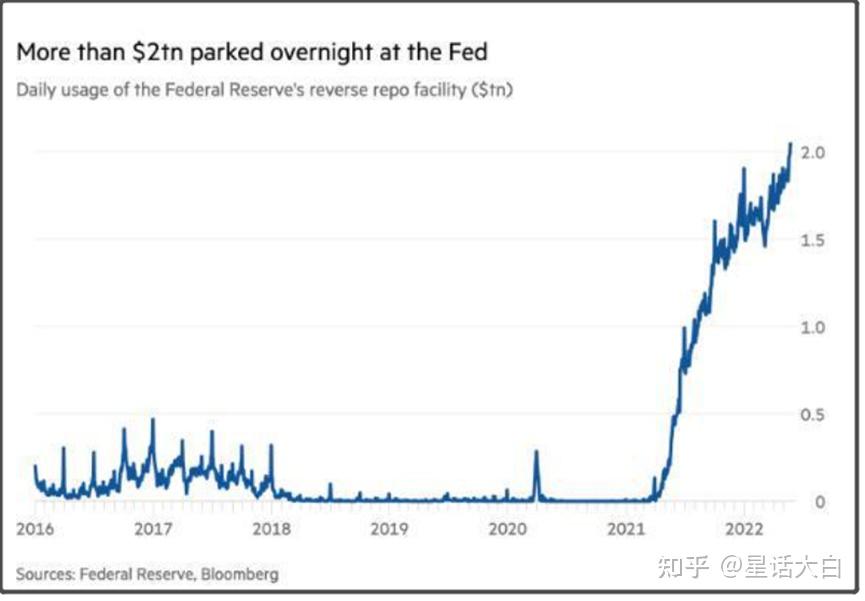 More than $2tn parked overnight at the Fed
Daily usage of the Federal Reserve's reverse repo facility ($tn)
2.0
1.5
1.0
0.5
0
2016 2017 2018 2019 2020 2021 2022
Sources: Federal Reserve, Bloomberg
知乎 @星话大白